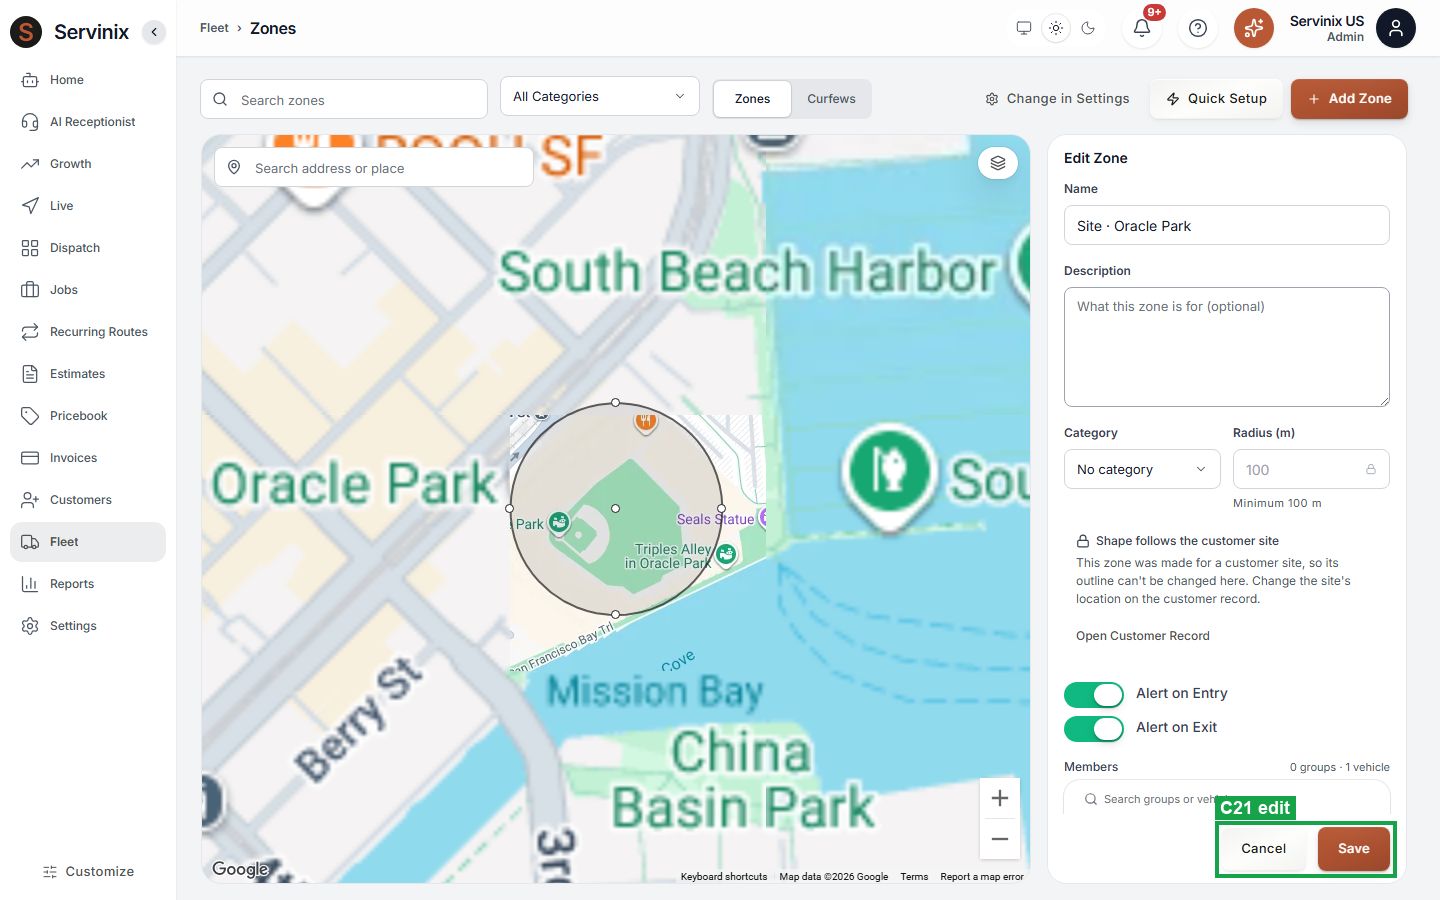 S Servinix
Fleet › Zones
9+
Servinix US
Admin
Home
AI Receptionist
Growth
Live
Dispatch
Jobs
Recurring Routes
Estimates
Pricebook
Invoices
Customers
Fleet
Reports
Settings
Customize
Search zones
All Categories
Zones
Curfews
Change in Settings
Quick Setup
+ Add Zone
SF
Search address or place
South Beach Harbor
Oracle Park
Park
Seals Statue
Triples Alley
in Oracle Park
Francisco Bay Trl
Cove
Mission Bay
China
Basin Park
Berry St
3rd
Google
Keyboard shortcuts
Map data ©2026 Google
Terms
Report a map error
Edit Zone
Name
Site · Oracle Park
Description
What this zone is for (optional)
Category
Radius (m)
No category
100
Minimum 100 m
Shape follows the customer site
This zone was made for a customer site, so its
outline can't be changed here. Change the site's
location on the customer record.
Open Customer Record
Alert on Entry
Alert on Exit
Members
0 groups · 1 vehicle
Search groups or
C21 edit
Cancel
Save